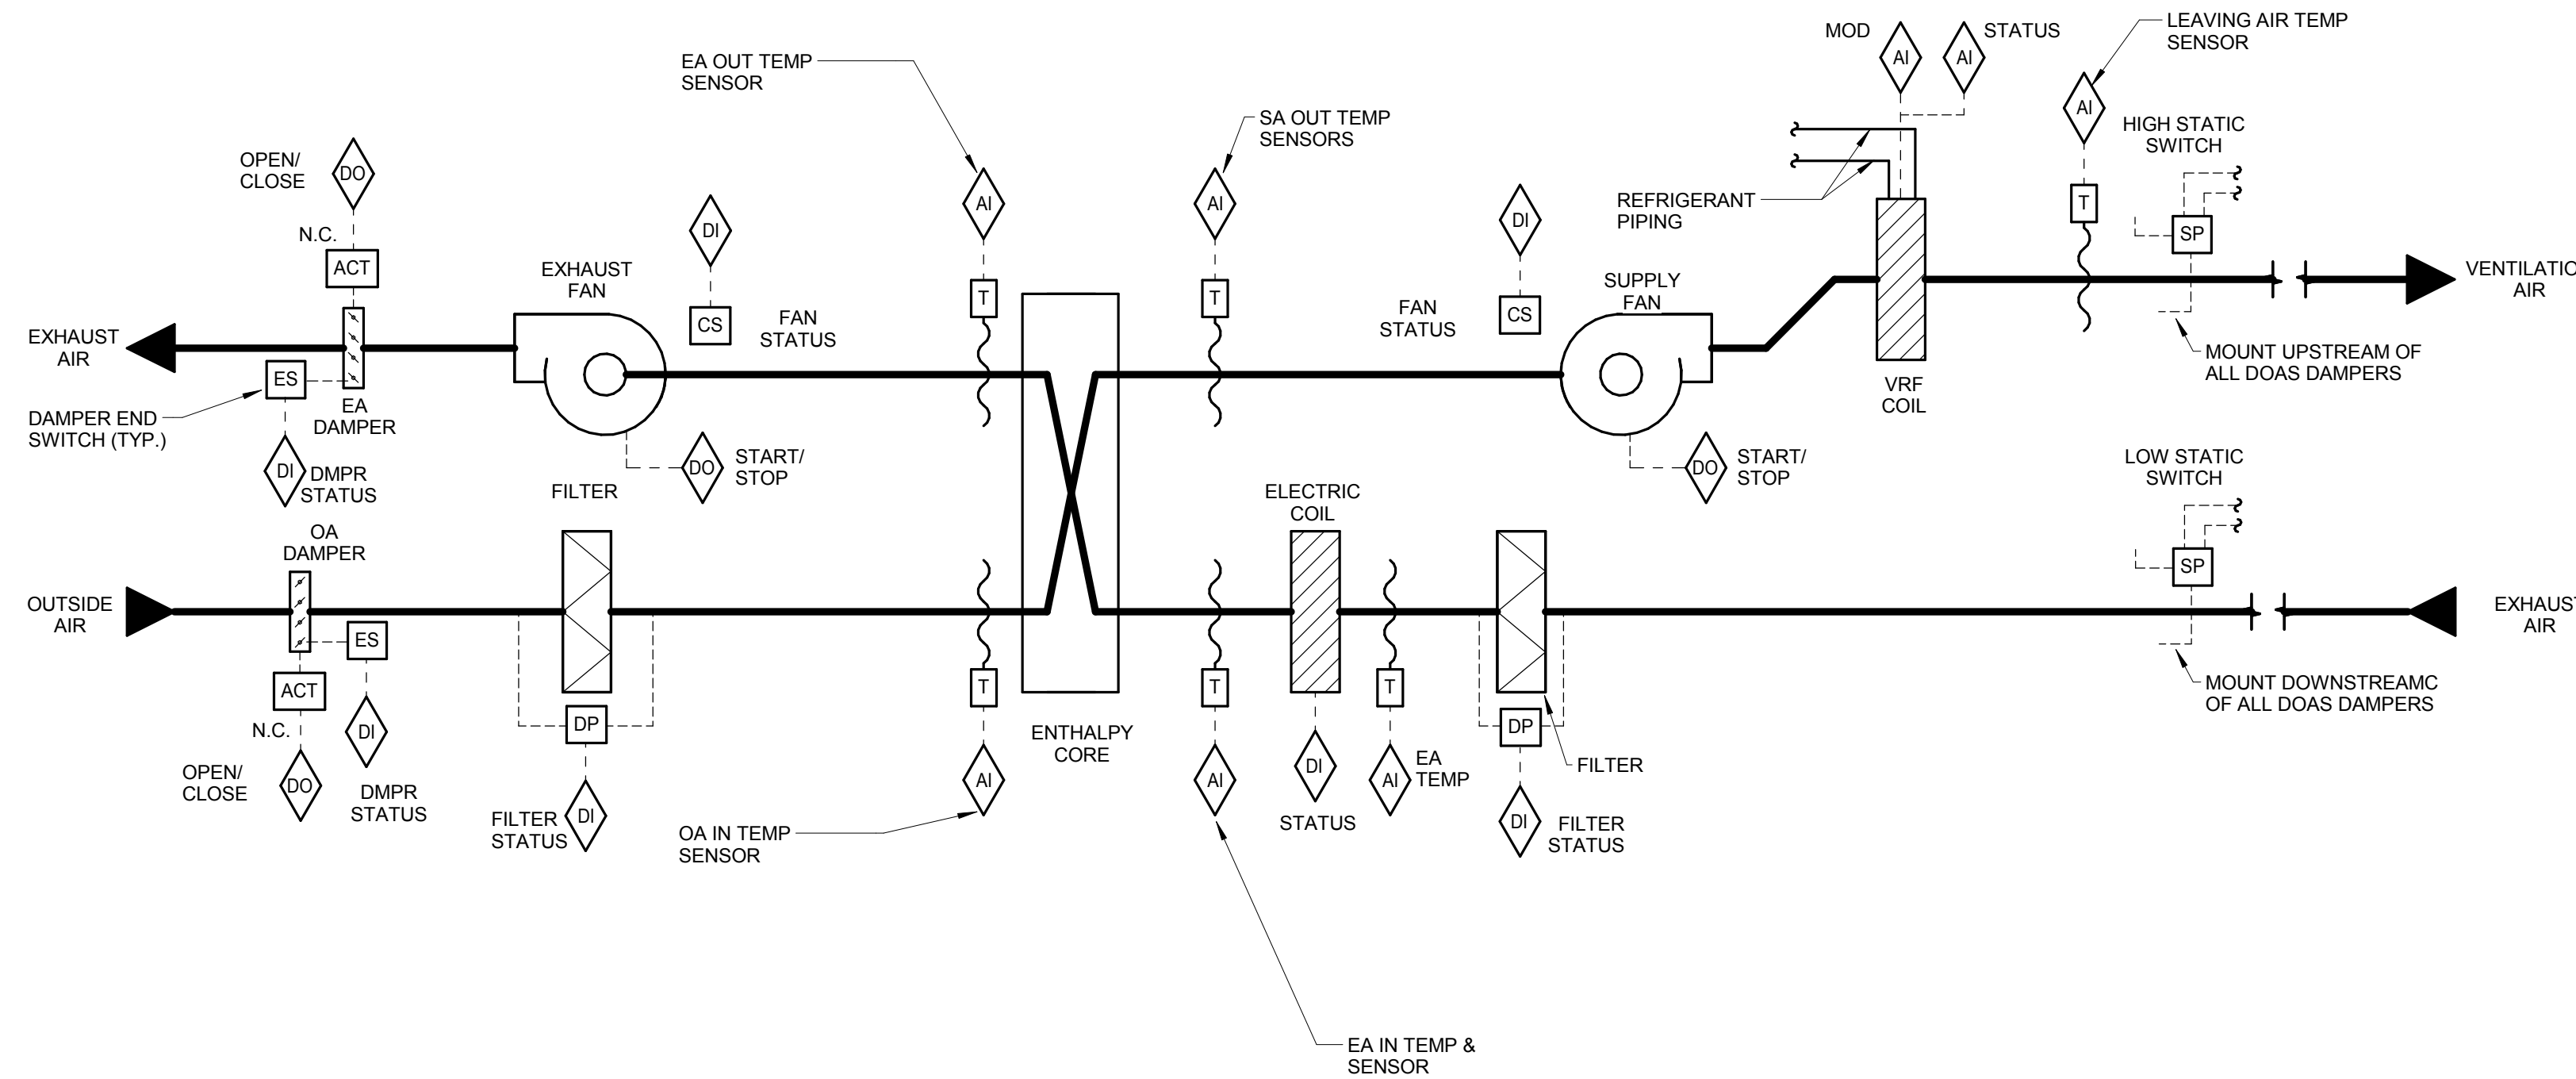 MOD
AI
AI
STATUS
LEAVING AIR TEMP
SENSOR
AI
EA OUT TEMP
SENSOR
SA OUT TEMP
SENSORS
HIGH STATIC
SWITCH
OPEN/
CLOSE
DO
N.C.
ACT
EXHAUST
FAN
DI
CS
FAN
STATUS
AI
T
AI
T
DI
CS
FAN
STATUS
SUPPLY
FAN
REFRIGERANT
PIPING
T
SP
VENTILATIO
AIR
EXHAUST
AIR
ES
EA
DAMPER
DAMPER END
SWITCH (TYP.)
DI
DMPR
STATUS
MOUNT UPSTREAM OF
ALL DOAS DAMPERS
VRF
COIL
DO
START/
STOP
DO
START/
STOP
FILTER
ELECTRIC
COIL
LOW STATIC
SWITCH
OA
DAMPER
OUTSIDE
AIR
ES
ACT
N.C.
DI
OPEN/
CLOSE
DO
DMPR
STATUS
DP
FILTER
STATUS
DI
T
AI
OA IN TEMP
SENSOR
ENTHALPY
CORE
T
AI
DI
STATUS
T
AI
EA
TEMP
DP
FILTER
DI
FILTER
STATUS
SP
EXHAUST
AIR
MOUNT DOWNSTREAMC
OF ALL DOAS DAMPERS
EA IN TEMP &
SENSOR